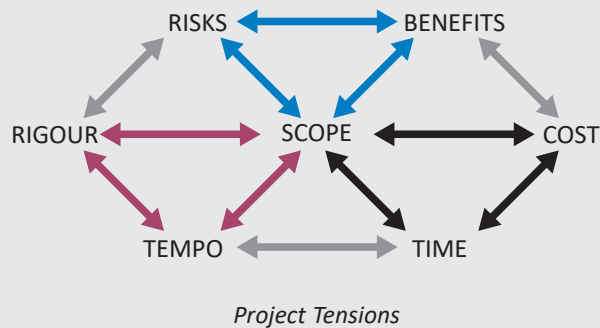 RISKS BENEFITS
RIGOUR SCOPE COST
TEMPO TIME
Project Tensions